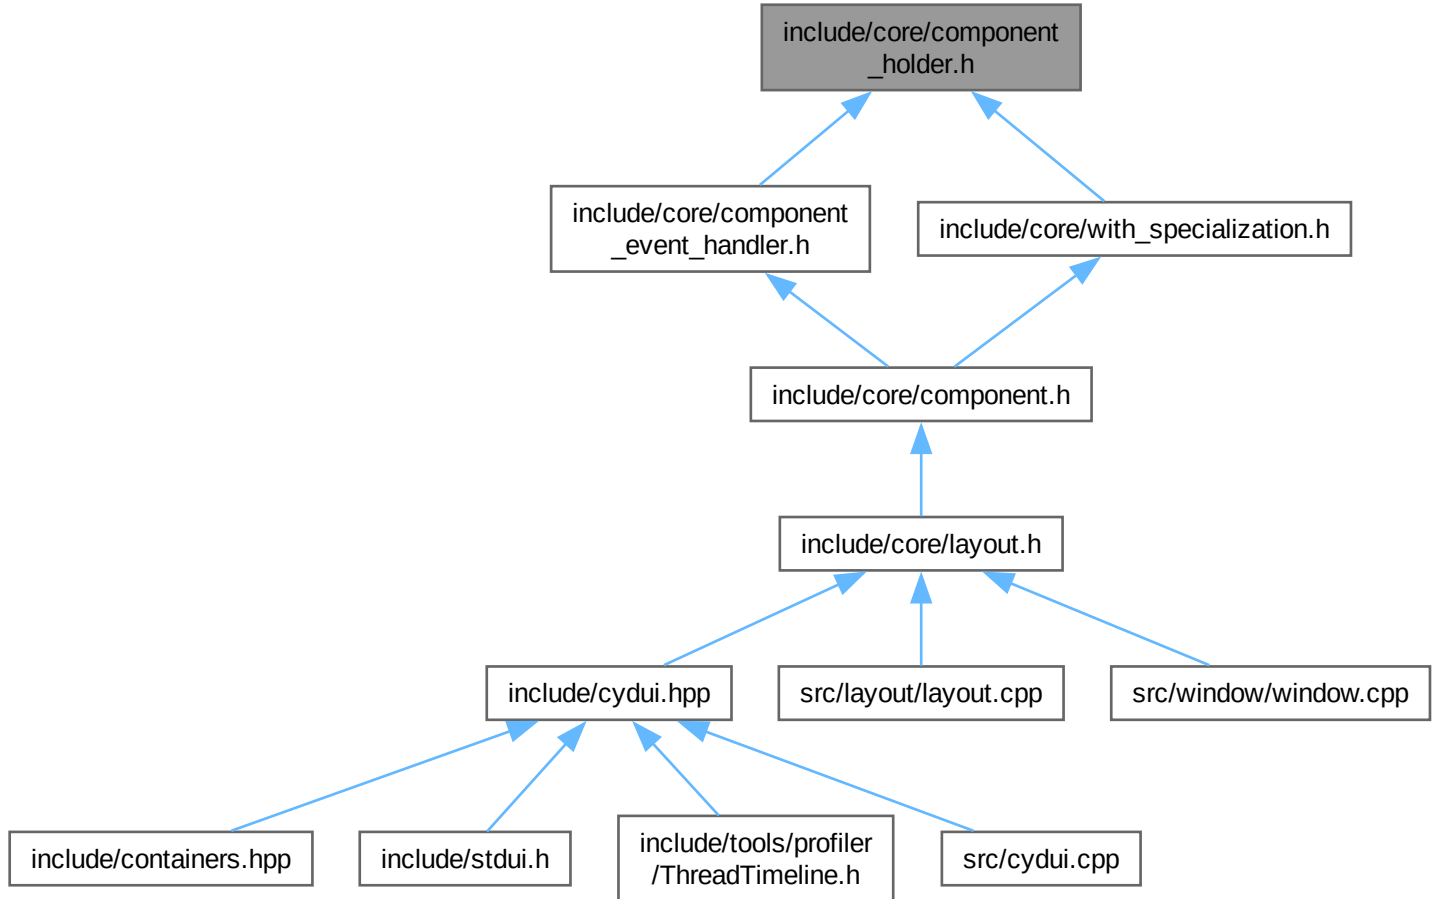 include/core/component
_holder.h
include/core/component
_event_handler.h
include/core/with_specialization.h
include/core/component.h
include/core/layout.h
include/cydui.hpp
src/layout/layout.cpp
src/window/window.cpp
include/containers.hpp
include/stdui.h
include/tools/profiler
/ThreadTimeline.h
src/cydui.cpp